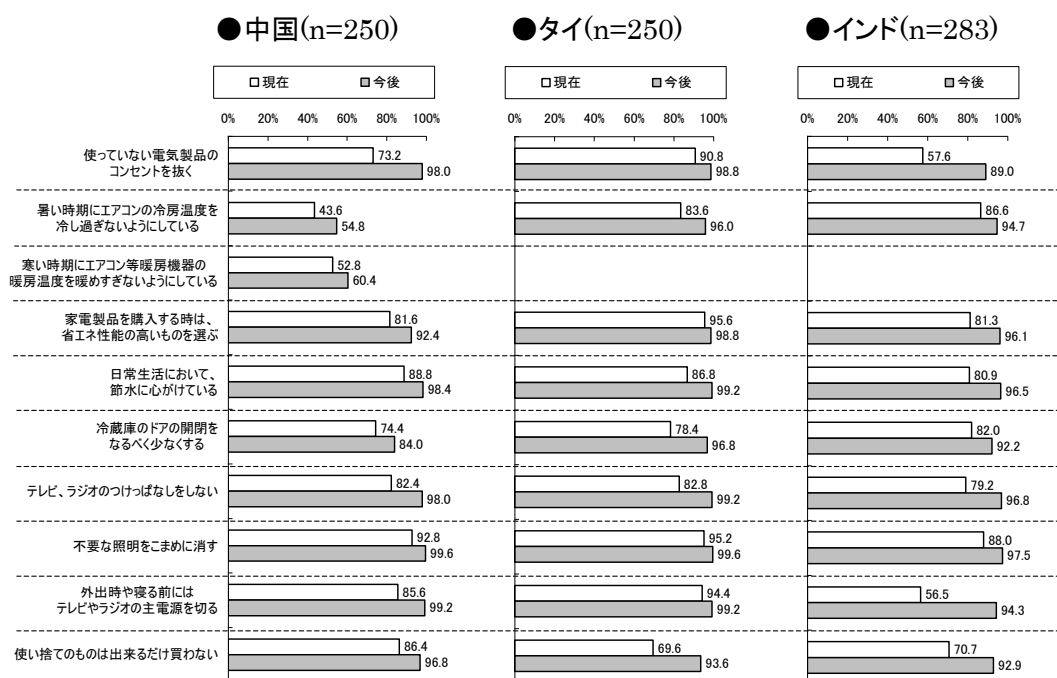 ●中国(n=250)
●タイ(n=250)
●インド(n=283)
□現在 ■今後
□現在 ■今後
□現在 ■今後
0% 20% 40% 60% 80% 100%
0% 20% 40% 60% 80% 100%
0% 20% 40% 60% 80% 100%
使っていない電気製品の
コンセントを抜く
73.2
98.0
90.8
98.8
57.6
89.0
暑い時期にエアコンの冷房温度を
冷し過ぎないようにしている
43.6
54.8
83.6
96.0
86.6
94.7
寒い時期にエアコン等暖房機器の
暖房温度を暖めすぎないようにしている
52.8
60.4
家電製品を購入する時は、
省エネ性能の高いものを選ぶ
81.6
92.4
95.6
98.8
81.3
96.1
日常生活において、
節水に心がけている
88.8
98.4
86.8
99.2
80.9
96.5
冷蔵庫のドアの開閉を
なるべく少なくする
74.4
84.0
78.4
96.8
82.0
92.2
テレビ、ラジオのつけっぱなしをしない
82.4
98.0
82.8
99.2
79.2
96.8
不要な照明をこまめに消す
92.8
99.6
95.2
99.6
88.0
97.5
外出時や寝る前には
テレビやラジオの主電源を切る
85.6
99.2
94.4
99.2
56.5
94.3
使い捨てのものは出来るだけ買わない
86.4
96.8
69.6
93.6
70.7
92.9